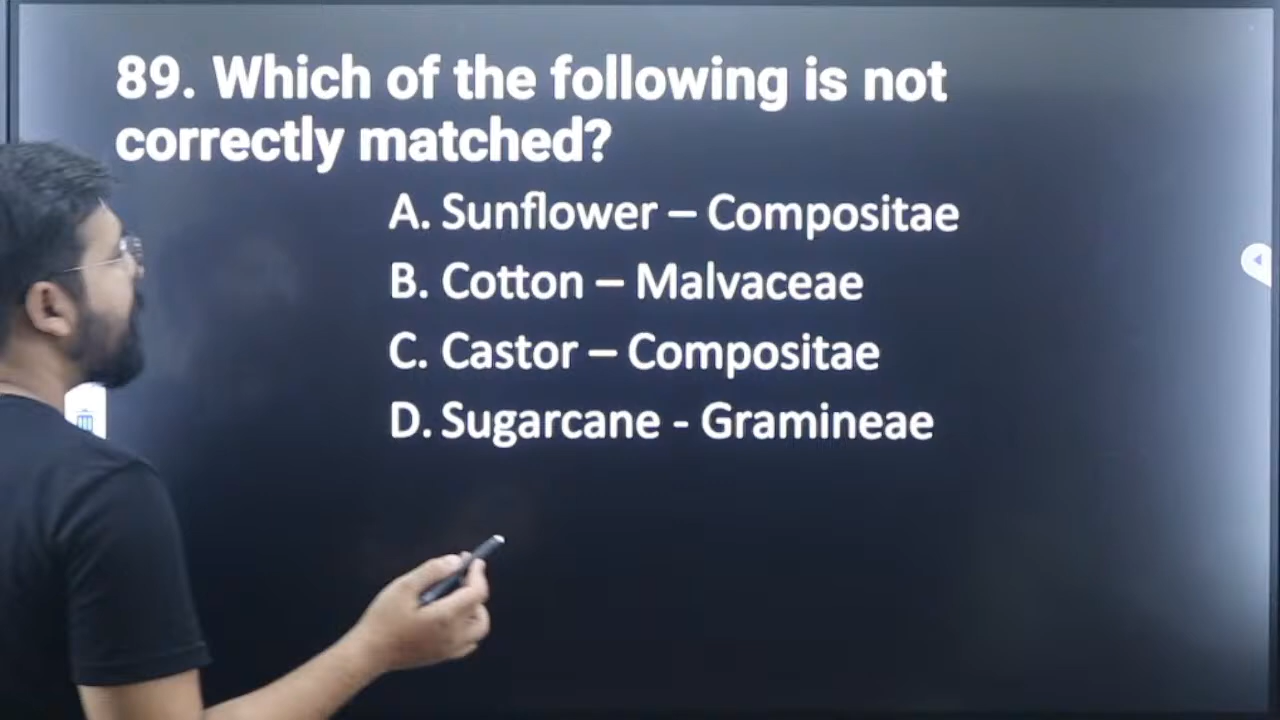 89. Which of the following is not
correctly matched?
A. Sunflower – Compositae
B. Cotton – Malvaceae
C. Castor – Compositae
D. Sugarcane - Gramineae